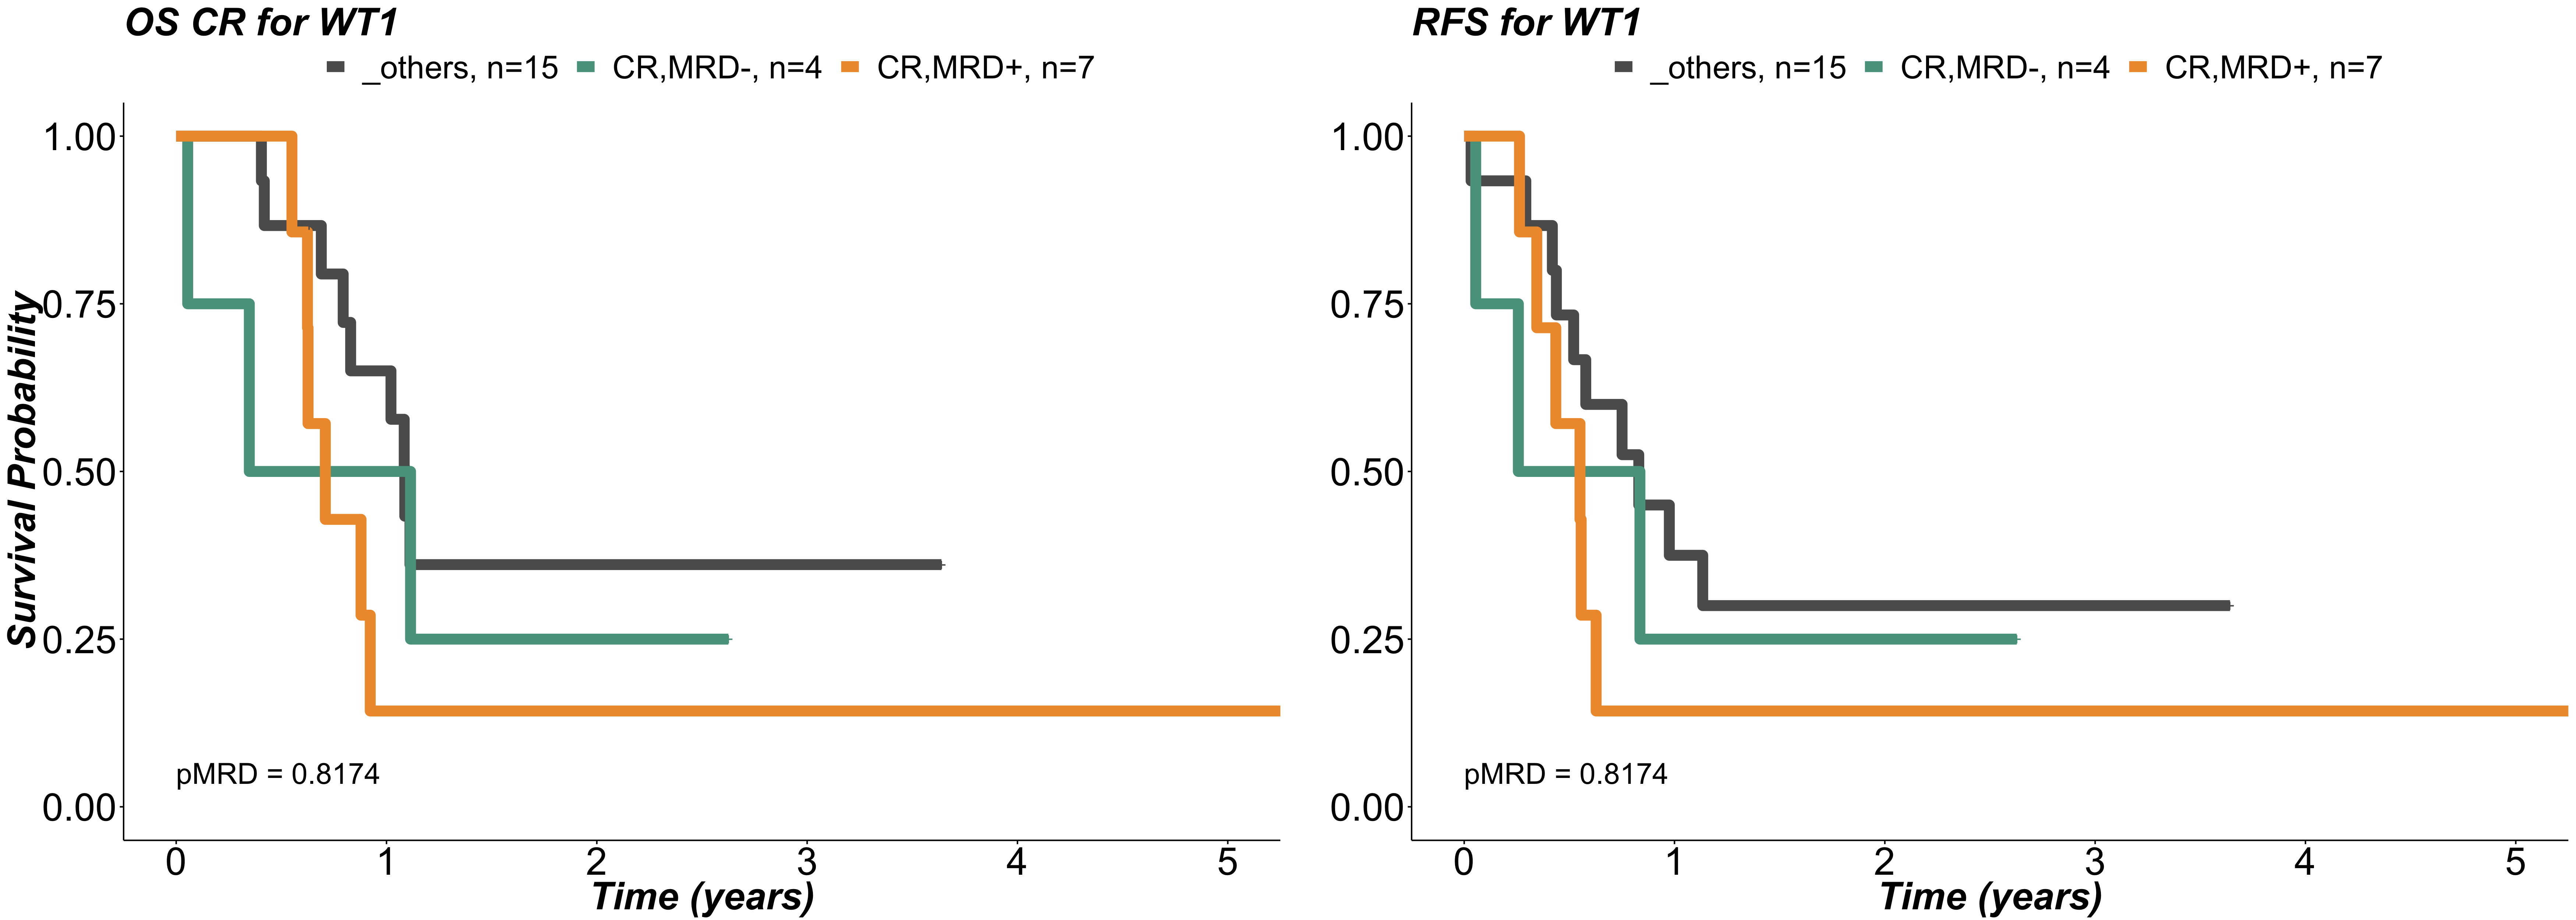 OS CR for WT1
_others, n=15 CR,MRD-, n=4 CR,MRD+, n=7
Survival Probability
1.00
0.75
0.50
0.25
0.00
pMRD = 0.8174
0 1 2 3 4 5
Time (years)
RFS for WT1
_others, n=15 CR,MRD-, n=4 CR,MRD+, n=7
1.00
0.75
0.50
0.25
0.00
pMRD = 0.8174
0 1 2 3 4 5
Time (years)